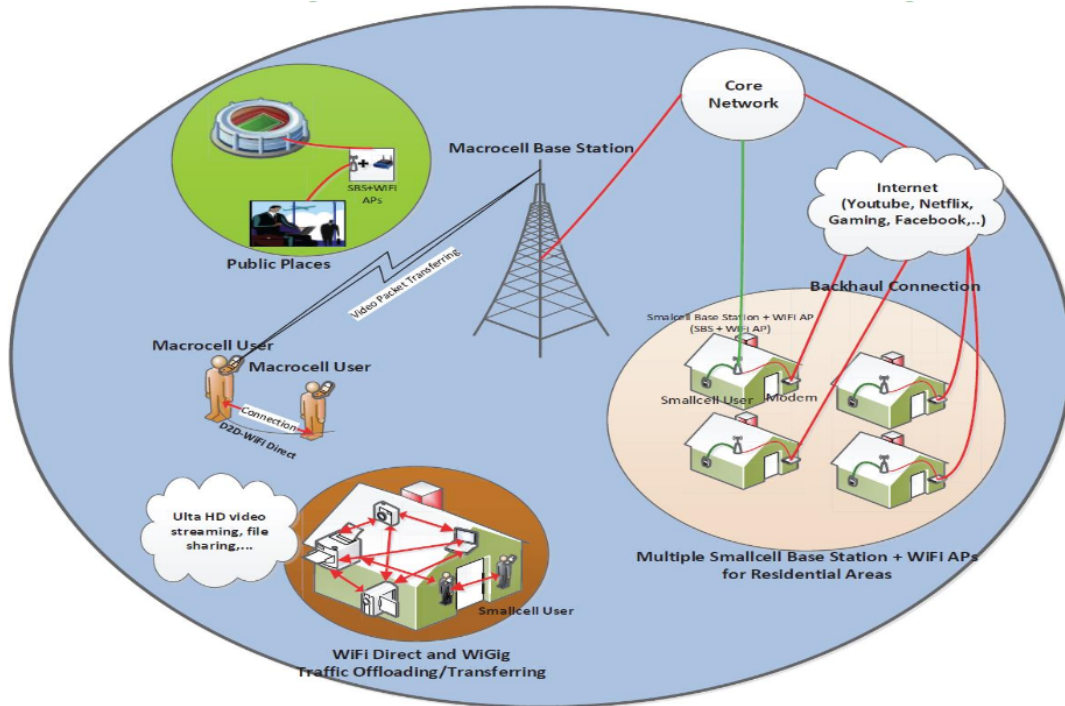 Core
Network
Macrocell Base Station
SBS+WIFI
APs
Public Places
Internet
(Youtube, Netflix,
Gaming, Facebook,..)
Video Packet Transferring
Backhaul Connection
Smalcell Base Station + WIFI AP
(SBS + WiFi AP)
Macrocell User
Macrocell User
Smallcell User
Modem
Connection
D2D-WiFi Direct
Ulta HD video
streaming, file
sharing,...
Smallcell User
Multiple Smallcell Base Station + WIFI APs
for Residential Areas
WiFi Direct and WiGig
Traffic Offloading/Transferring